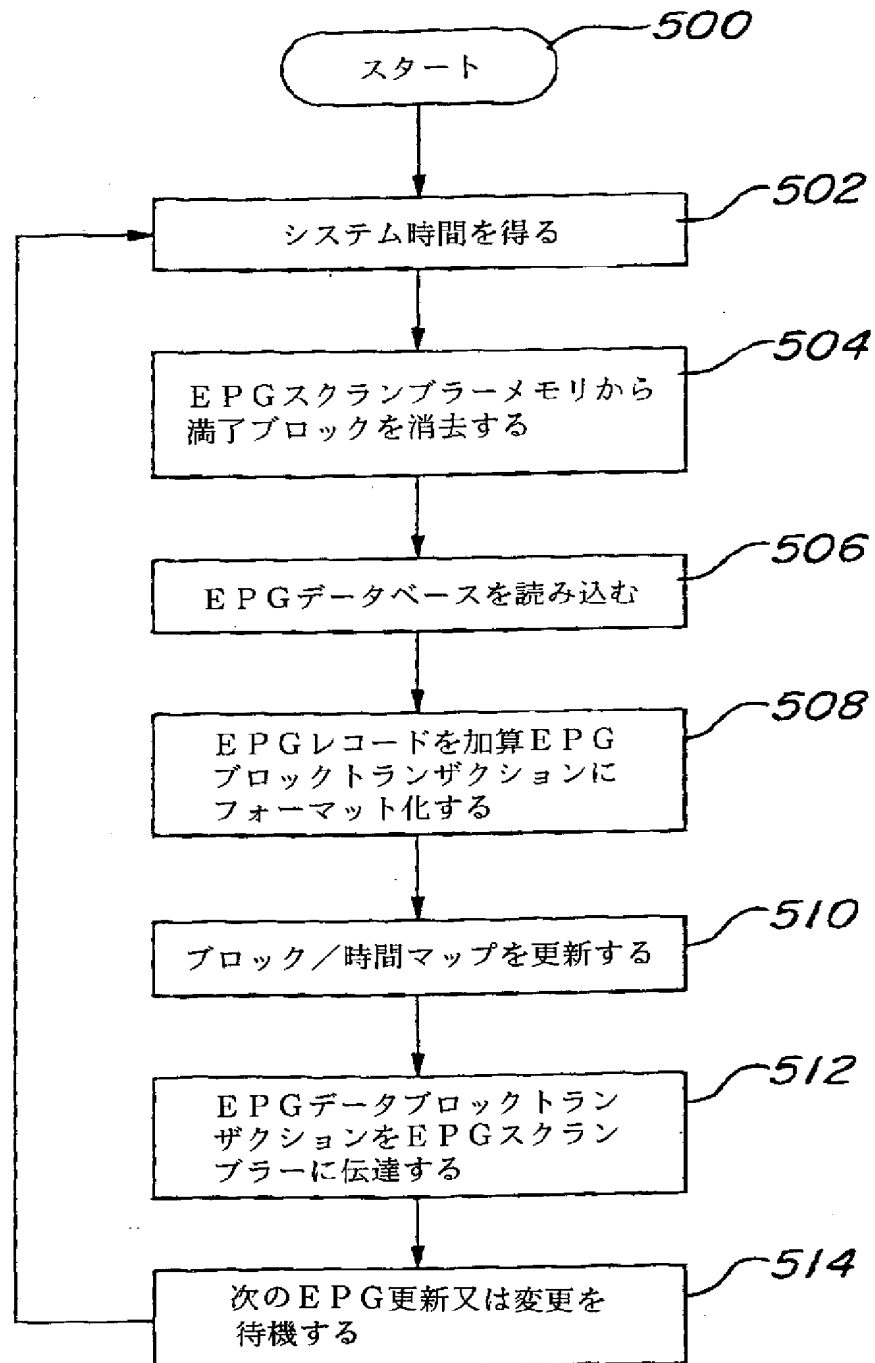 500
スタート
502
システム時間を得る
504
EPGスクランブラーメモリから
満了ブロックを消去する
506
EPGデータベースを読み込む
508
EPGレコードを加算EPG
ブロックトランザクションに
フォーマット化する
510
ブロック/時間マップを更新する
512
EPGデータブロックトラン
ザクションをEPGスクラン
ブラーに伝達する
514
次のEPG更新又は変更を
待機する